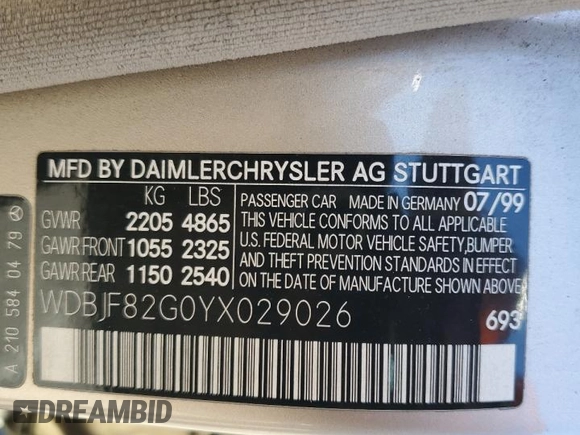 MFD BY DAIMLERCHRYSLER AG STUTTGART
KG LBS PASSENGER CAR MADE IN GERMANY 07/99
GVWR 2205 4865 THIS VEHICLE CONFORMS TO ALL APPLICABLE
GAWR FRONT 1055 2325 U.S. FEDERAL MOTOR VEHICLE SAFETY, BUMPER
GAWR REAR 1150 2540 AND THEFT PREVENTION STANDARDS IN EFFECT
ON THE DATE OF MANUFACTURE SHOWN ABOVE
WDBJF82G0YX029026 693
A 210 584 04 79
DREAMBID